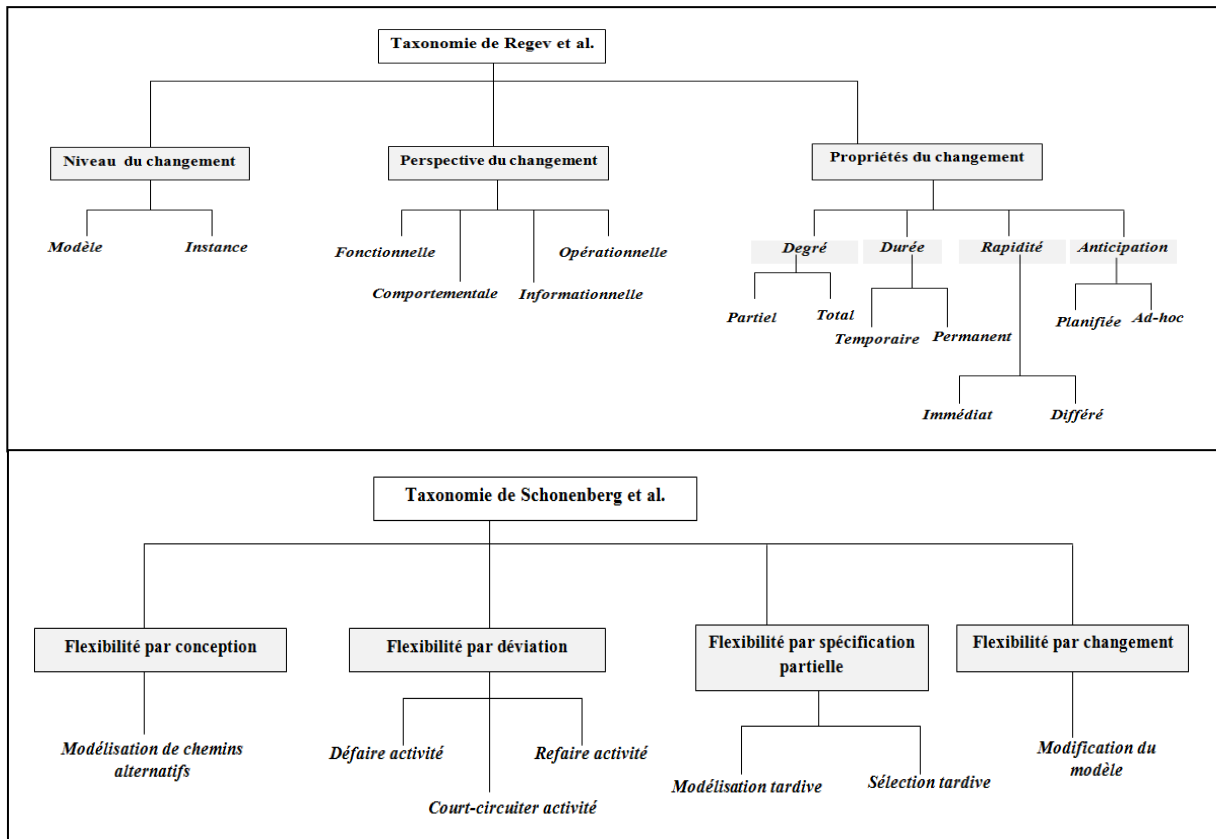 Taxonomie de Regev et al.
Niveau du changement
Perspective du changement
Propriétés du changement
Modèle
Instance
Fonctionnelle
Opérationnelle
Comportementale
Informationnelle
Degré
Durée
Rapidité
Anticipation
Partiel
Total
Temporaire
Permanent
Planifiée
Ad-hoc
Immédiat
Différé
Taxonomie de Schonenberg et al.
Flexibilité par conception
Flexibilité par déviation
Flexibilité par spécification
partielle
Flexibilité par changement
Modélisation de chemins
alternatifs
Défaire activité
Refaire activité
Court-circuiter activité
Modélisation tardive
Sélection tardive
Modification du
modèle